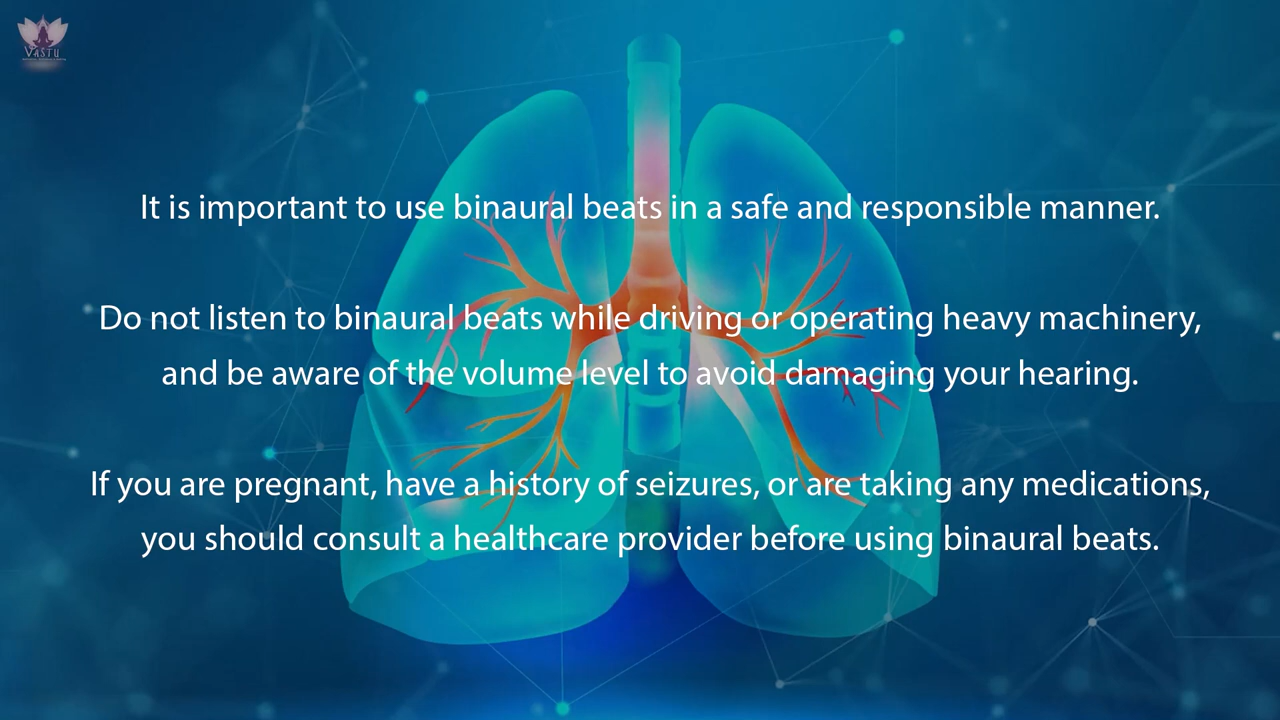 VASTU
It is important to use binaural beats in a safe and responsible manner.
Do not listen to binaural beats while driving or operating heavy machinery,
and be aware of the volume level to avoid damaging your hearing.
If you are pregnant, have a history of seizures, or are taking any medications,
you should consult a healthcare provider before using binaural beats.